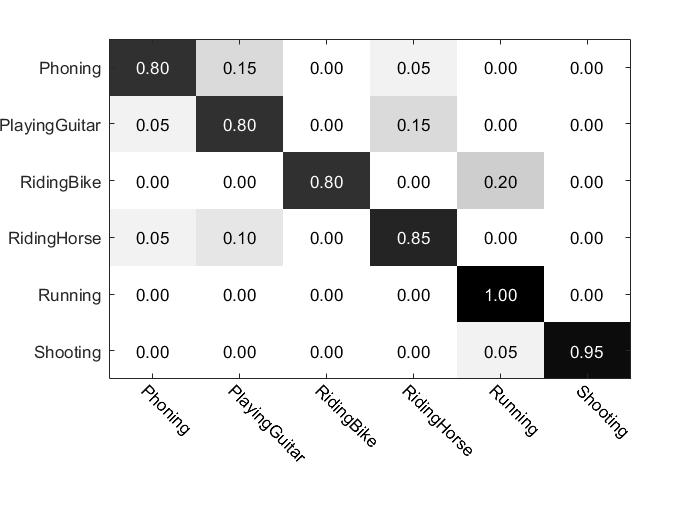 Phoning 0.80 0.15 0.00 0.05 0.00 0.00
PlayingGuitar 0.05 0.80 0.00 0.15 0.00 0.00
RidingBike 0.00 0.00 0.80 0.00 0.20 0.00
RidingHorse 0.05 0.10 0.00 0.85 0.00 0.00
Running 0.00 0.00 0.00 0.00 1.00 0.00
Shooting 0.00 0.00 0.00 0.00 0.05 0.95
Phoning PlayingGuitar RidingBike RidingHorse Running Shooting